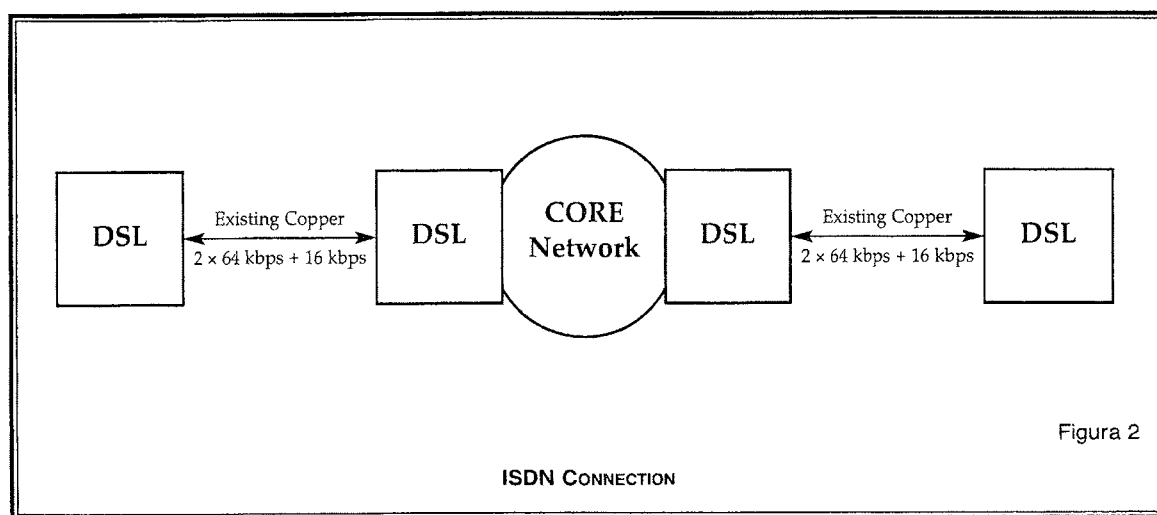 DSL
Existing Copper
2 × 64 kbps + 16 kbps
DSL
CORE
Network
DSL
Existing Copper
2 × 64 kbps + 16 kbps
DSL
Figura 2
ISDN CONNECTION